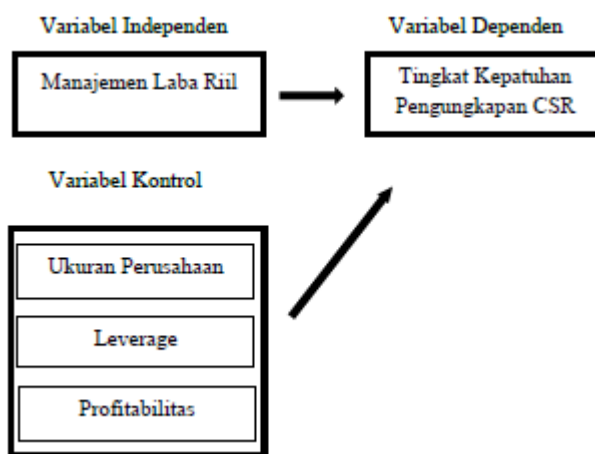 Variabel Independen
Variabel Dependen
Manajemen Laba Riil
Tingkat Kepatuhan
Pengungkapan CSR
Variabel Kontrol
Ukuran Perusahaan
Leverage
Profitabilitas